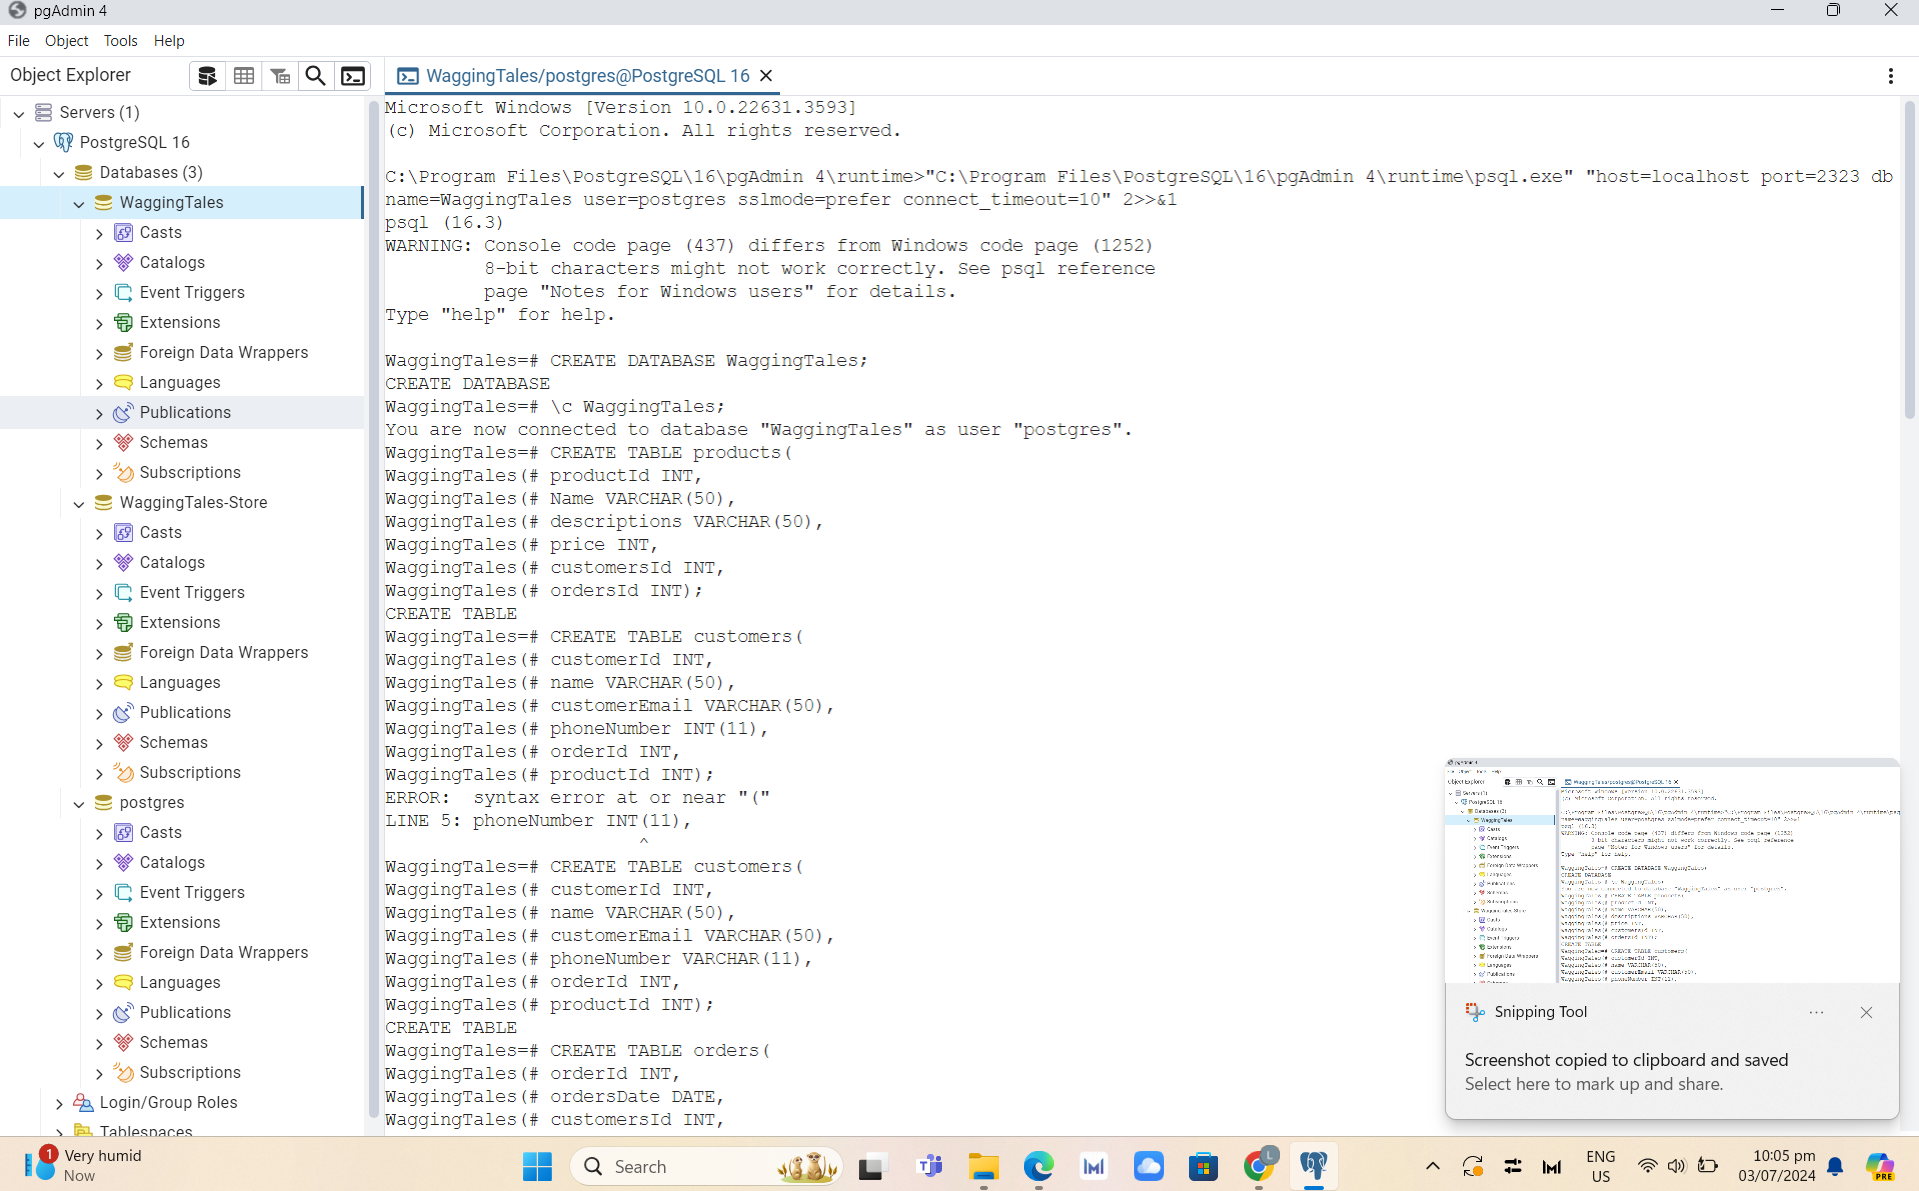 pgAdmin 4
File Object Tools Help
Object Explorer
WaggingTales/postgres@PostgreSQL 16
Servers (1)
PostgreSQL 16
Databases (3)
WaggingTales
Casts
Catalogs
Event Triggers
Extensions
Foreign Data Wrappers
Languages
Publications
Schemas
Subscriptions
WaggingTales-Store
Casts
Catalogs
Event Triggers
Extensions
Foreign Data Wrappers
Languages
Publications
Schemas
Subscriptions
postgres
Casts
Catalogs
Event Triggers
Extensions
Foreign Data Wrappers
Languages
Publications
Schemas
Subscriptions
Login/Group Roles
Tablespaces
Microsoft Windows [Version 10.0.22631.3593]
(c) Microsoft Corporation. All rights reserved.
C:\Program Files\PostgreSQL\16\pgAdmin 4\runtime>"C:\Program Files\PostgreSQL\16\pgAdmin 4\runtime\psql.exe" "host=localhost port=2323 db
name=WaggingTales user=postgres sslmode=prefer connect_timeout=10" 2>>&1
psql (16.3)
WARNING: Console code page (437) differs from Windows code page (1252)
8-bit characters might not work correctly. See psql reference
page "Notes for Windows users" for details.
Type "help" for help.
WaggingTales=# CREATE DATABASE WaggingTales;
CREATE DATABASE
WaggingTales=# \c WaggingTales;
You are now connected to database "WaggingTales" as user "postgres".
WaggingTales=# CREATE TABLE products(
WaggingTales(# productId INT,
WaggingTales(# Name VARCHAR(50),
WaggingTales(# descriptions VARCHAR(50),
WaggingTales(# price INT,
WaggingTales(# customersId INT,
WaggingTales(# ordersId INT);
CREATE TABLE
WaggingTales=# CREATE TABLE customers(
WaggingTales(# customerId INT,
WaggingTales(# name VARCHAR(50),
WaggingTales(# customerEmail VARCHAR(50),
WaggingTales(# phoneNumber INT(11),
WaggingTales(# orderId INT,
WaggingTales(# productId INT);
ERROR:  syntax error at or near "("
LINE 5: phoneNumber INT(11),
^
WaggingTales=# CREATE TABLE customers(
WaggingTales(# customerId INT,
WaggingTales(# name VARCHAR(50),
WaggingTales(# customerEmail VARCHAR(50),
WaggingTales(# phoneNumber VARCHAR(11),
WaggingTales(# orderId INT,
WaggingTales(# productId INT);
CREATE TABLE
WaggingTales=# CREATE TABLE orders(
WaggingTales(# orderId INT,
WaggingTales(# ordersDate DATE,
WaggingTales(# customersId INT,
Snipping Tool
Screenshot copied to clipboard and saved
Select here to mark up and share.
1
Very humid
Now
Search
L
ENG
US
10:05 pm
03/07/2024
PRE